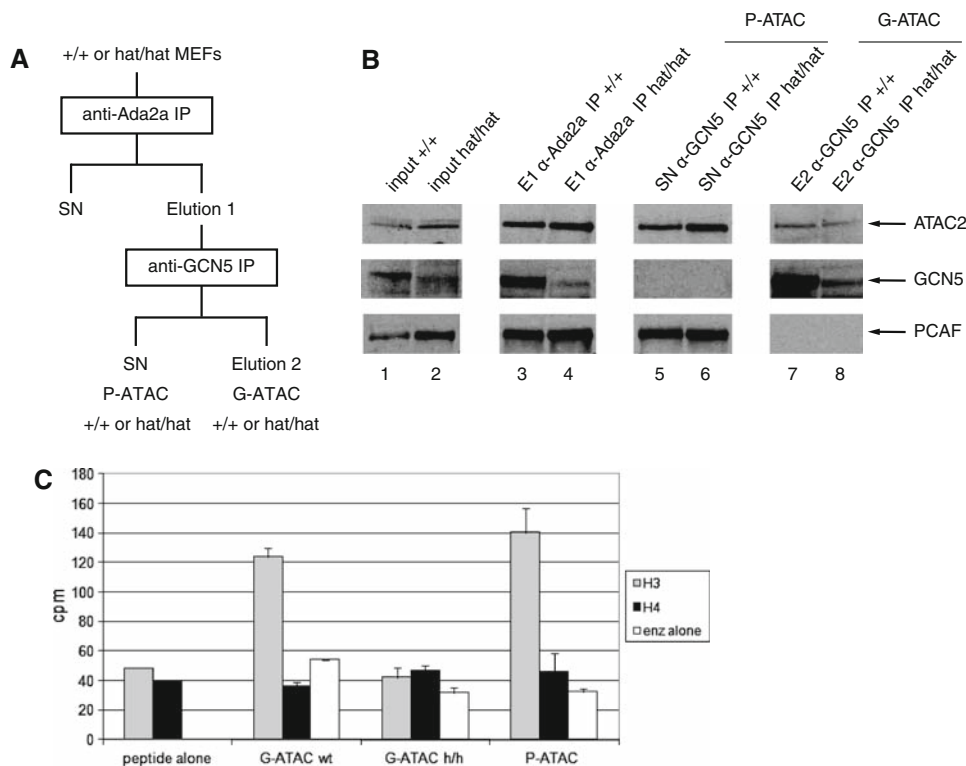 A
+/+ or hat/hat MEFs
anti-Ada2a IP
SN
Elution 1
anti-GCN5 IP
SN
Elution 2
P-ATAC
G-ATAC
+/+ or hat/hat
+/+ or hat/hat
B
P-ATAC
G-ATAC
input +/+
input hat/hat
E1 α-Ada2a IP +/+
E1 α-Ada2a IP hat/hat
SN α-GCN5 IP +/+
SN α-GCN5 IP hat/hat
E2 α-GCN5 IP +/+
E2 α-GCN5 IP hat/hat
ATAC2
GCN5
PCAF
1 2 3 4 5 6 7 8
C
cpm
180
160
140
120
100
80
60
40
20
0
peptide alone
G-ATAC wt
G-ATAC h/h
P-ATAC
H3
H4
enz alone